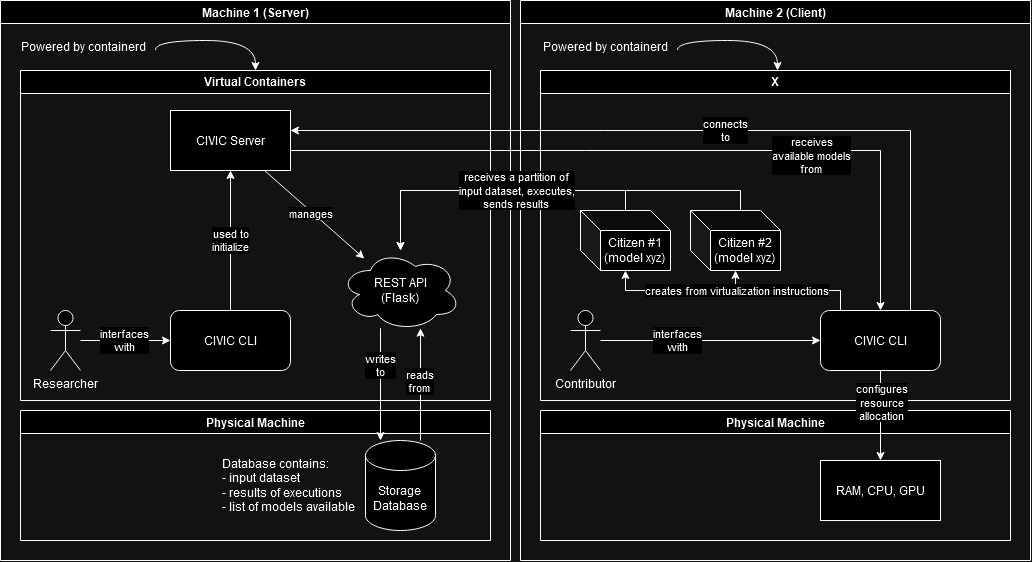 Machine 1 (Server)
Powered by containerd
Virtual Containers
CIVIC Server
manages
used to
initialize
REST API
(Flask)
interfaces
with
CIVIC CLI
Researcher
writes
to
reads
from
Physical Machine
Database contains:
- input dataset
- results of executions
- list of models available
Storage
Database
Machine 2 (Client)
Powered by containerd
X
connects
to
receives
available models
from
receives a partition of
input dataset, executes,
sends results
Citizen #1
(model xyz)
Citizen #2
(model xyz)
creates from virtualization instructions
interfaces
with
CIVIC CLI
Contributor
configures
resource
allocation
Physical Machine
RAM, CPU, GPU